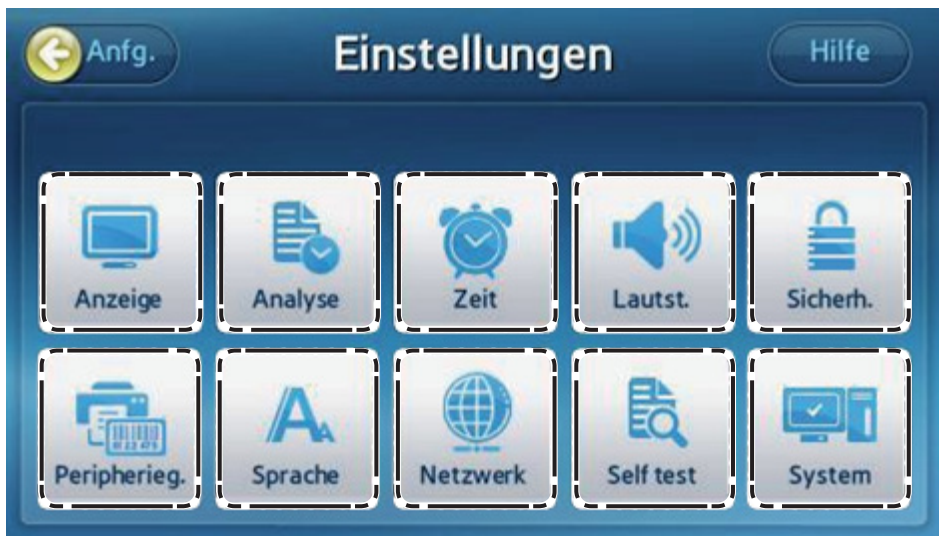 Anfg.
Einstellungen
Hilfe
Anzeige
Analyse
Zeit
Lautst.
Sicherh.
Peripherieg.
Sprache
Netzwerk
Self test
System